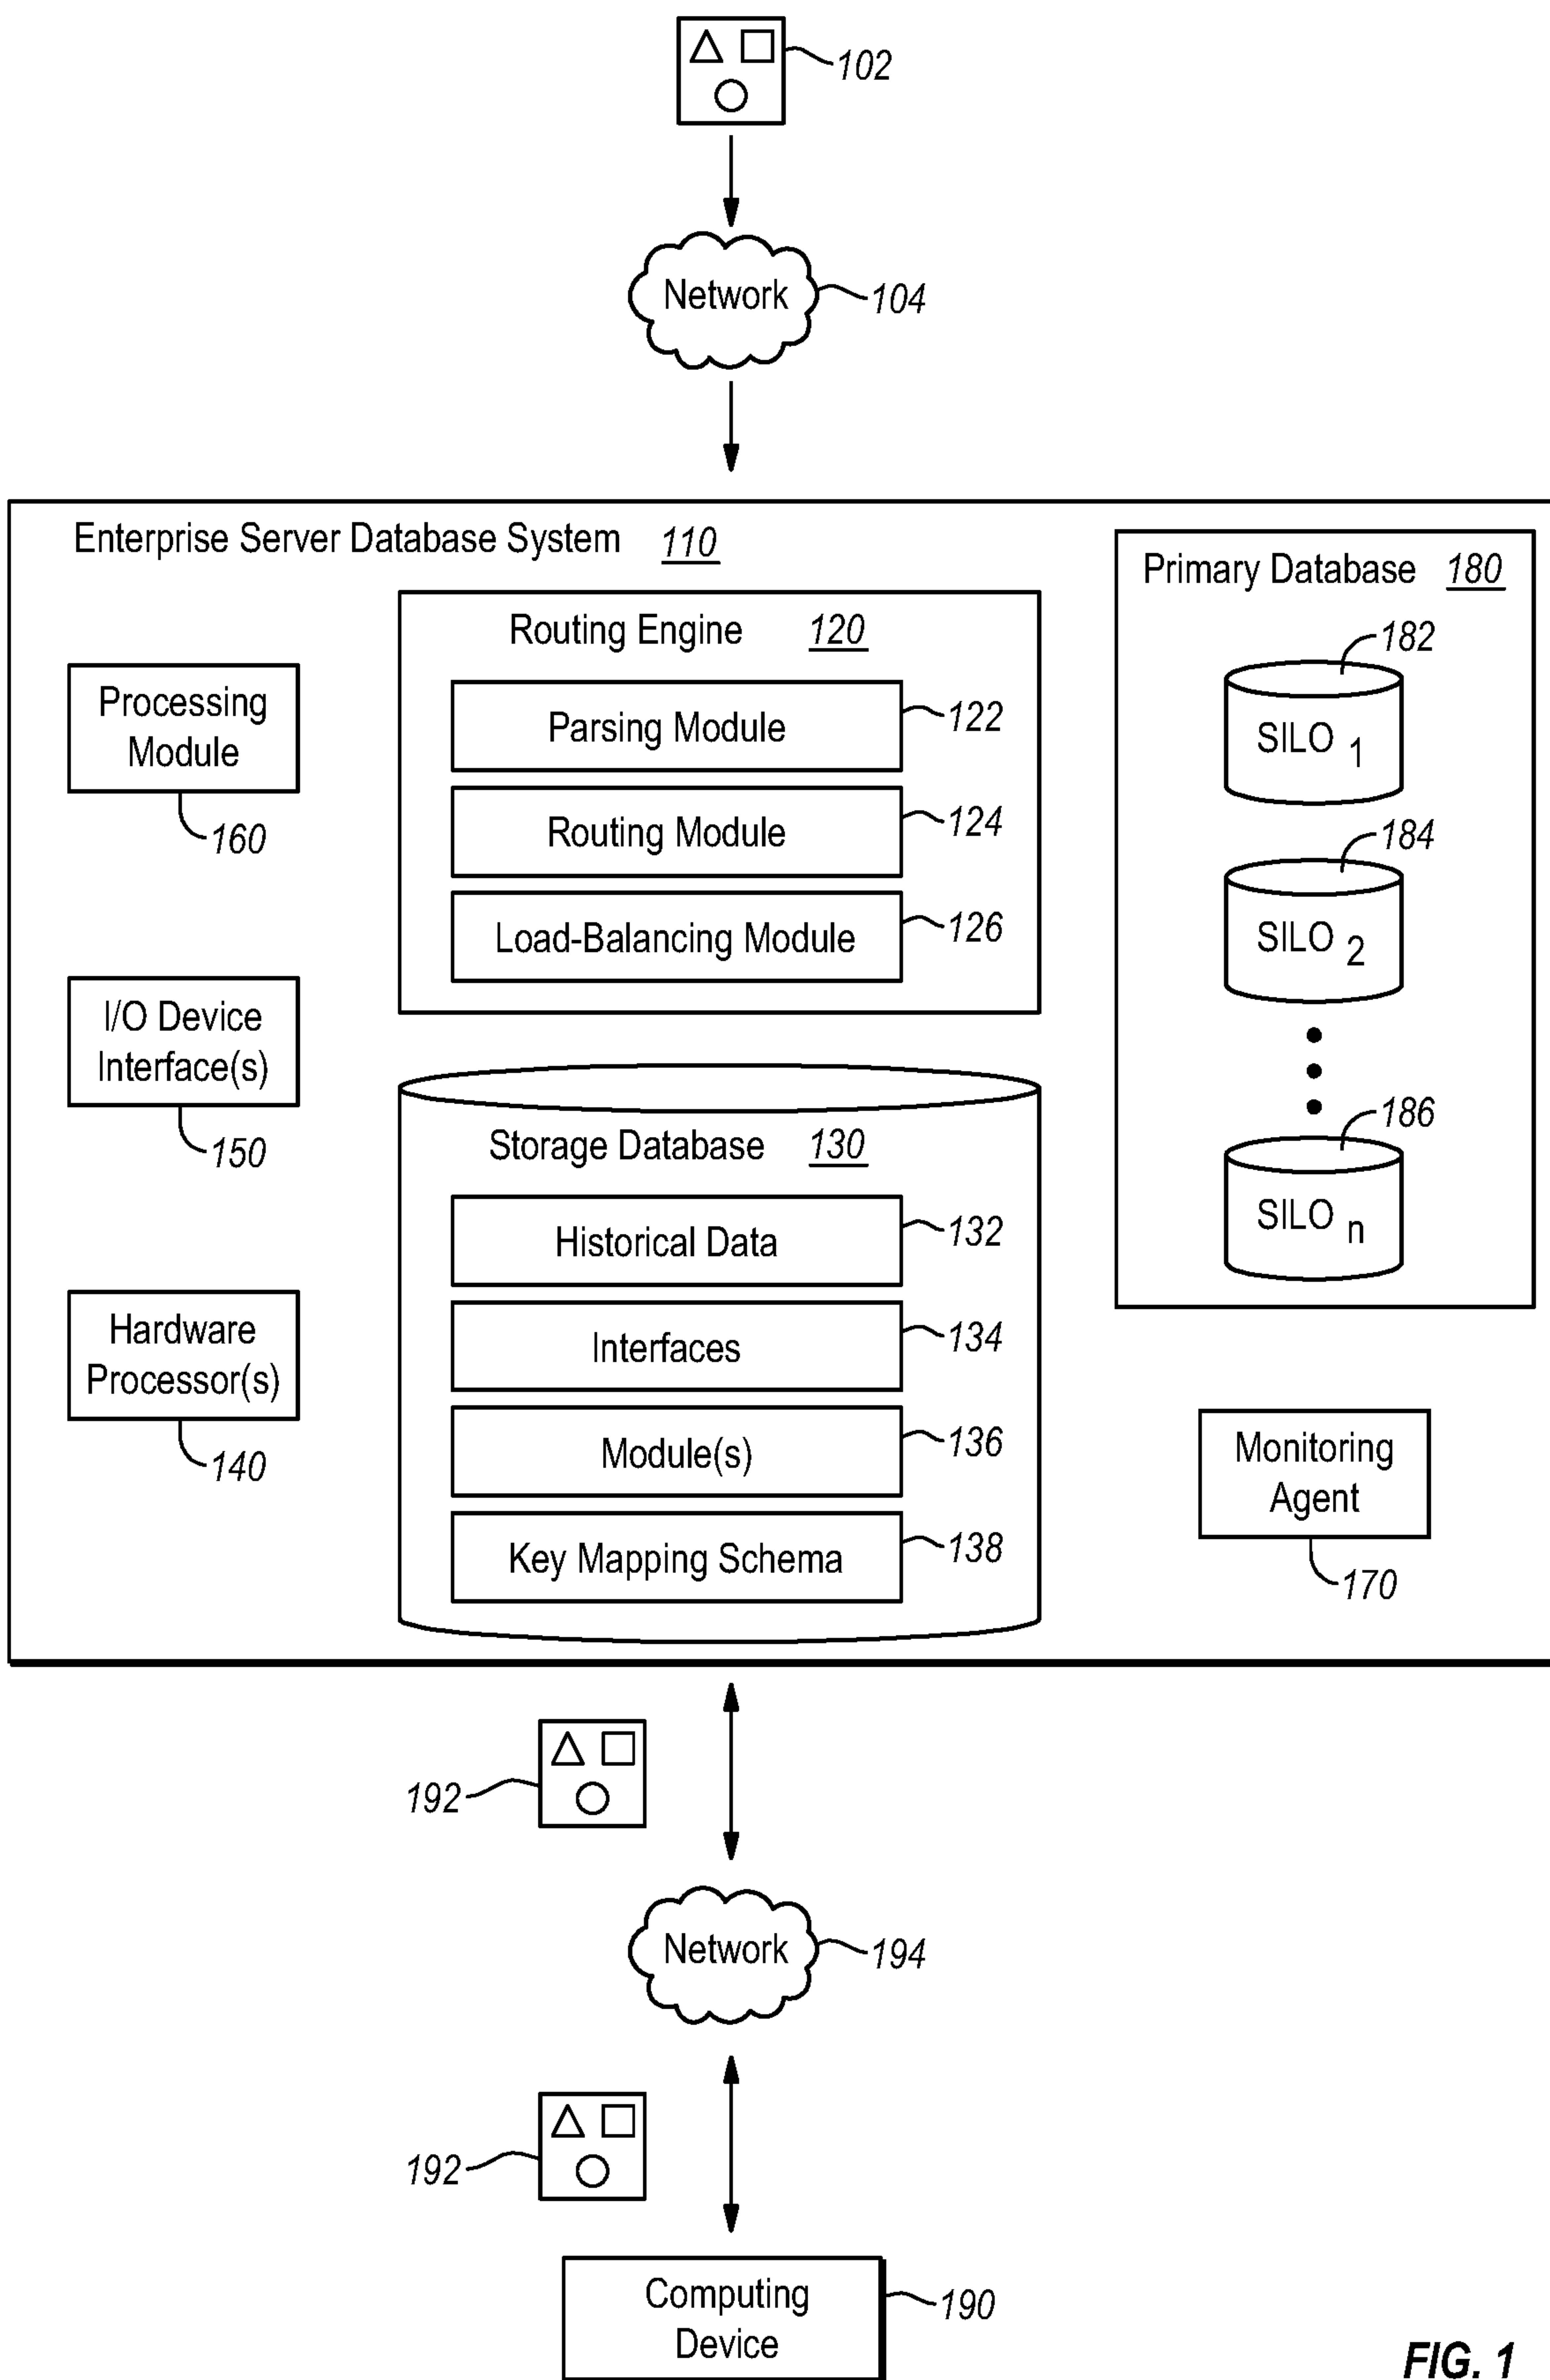 102
Network 104
Enterprise Server Database System 110
Primary Database 180
Routing Engine 120
182
Processing
Module
160
Parsing Module 122
SILO 1
Routing Module 124
184
Load-Balancing Module 126
SILO 2
I/O Device
Interface(s)
150
186
Storage Database 130
SILO n
Historical Data 132
Interfaces 134
Hardware
Processor(s)
140
Module(s) 136
Monitoring
Agent
170
Key Mapping Schema 138
192
Network 194
192
Computing
Device
190
FIG. 1